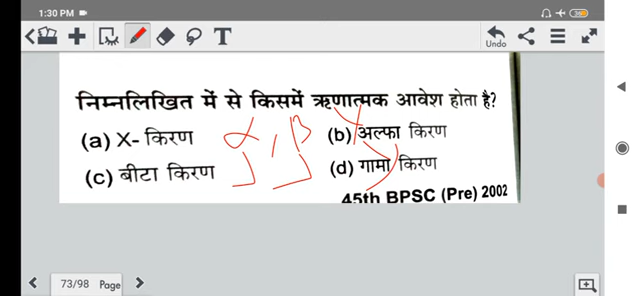 1:30 PM
36
T
Undo
निम्नलिखित में से किसमें ऋणात्मक आवेश होता है?
(a) X- किरण
α, β
(b) अल्फा किरण
(c) बीटा किरण
(d) गामा किरण
45th BPSC (Pre) 2002
73/98 Page